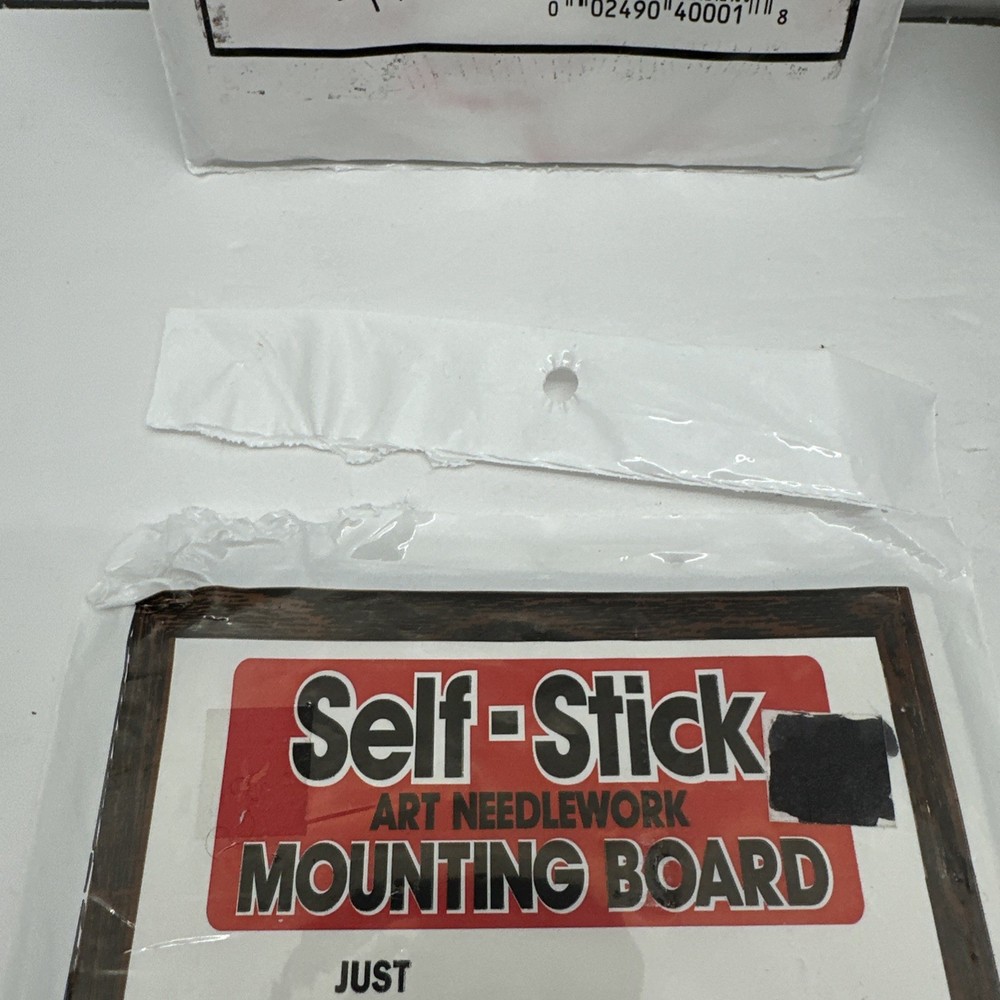 0 02490 40001 8
Self-Stick
ART NEEDLEWORK
MOUNTING BOARD
JUST